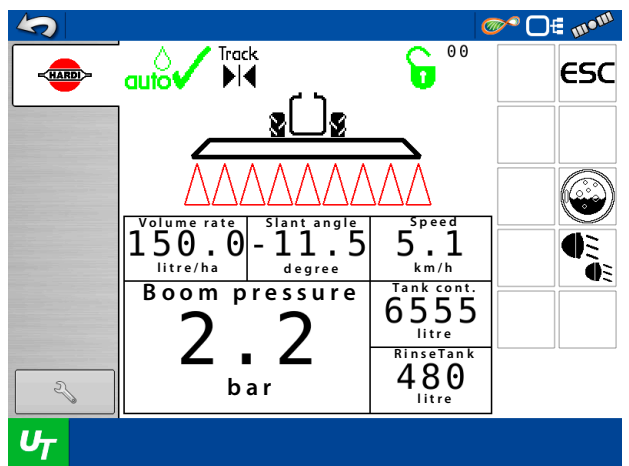 Track
00
auto
HARDI
ESC
Volume rate
150.0
litre/ha
Slant angle
-11.5
degree
Speed
5.1
km/h
Boom pressure
2.2
bar
Tank cont.
6555
litre
RinseTank
480
litre
UT